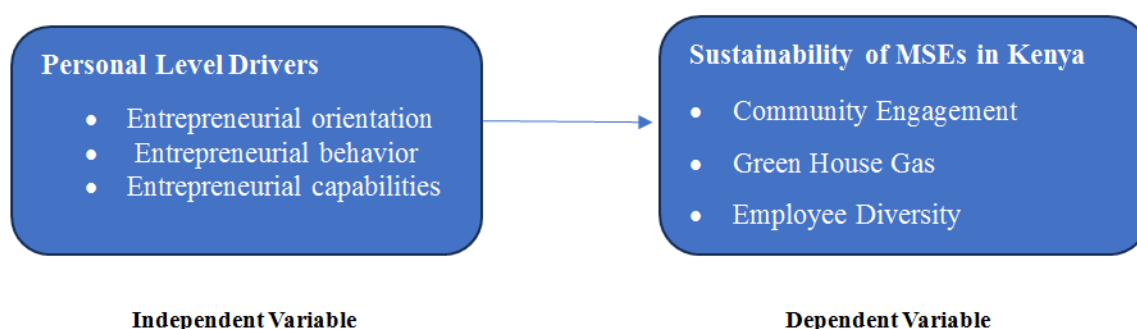 Personal Level Drivers
• Entrepreneurial orientation
• Entrepreneurial behavior
• Entrepreneurial capabilities
Sustainability of MSEs in Kenya
• Community Engagement
• Green House Gas
• Employee Diversity
Independent Variable
Dependent Variable